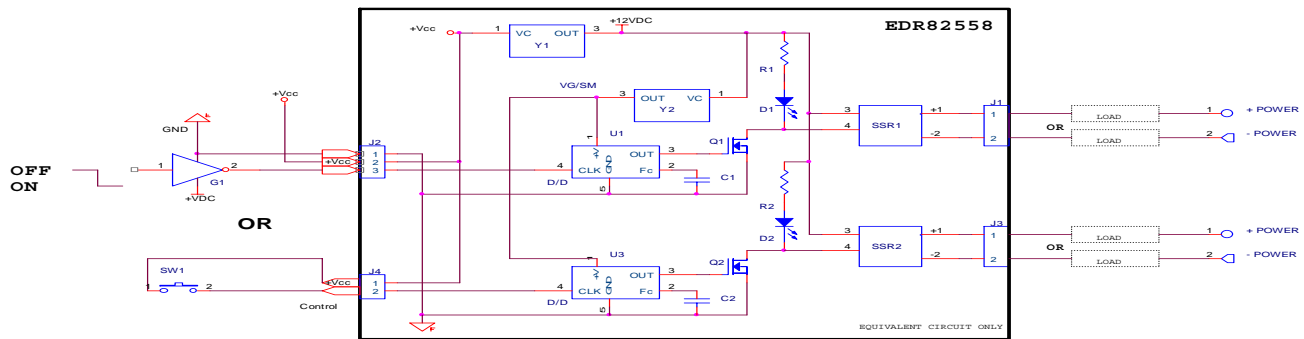 EDR82558
+12VDC
+Vcc
1 VC OUT 3
Y1
R1
VG/SM
3 OUT VC 1
Y2
D1
+Vcc
GND
J2
1
+Vcc 2
3
1 2
G1
+VDC
OFF
ON
U1
1
+V
4 CLK OUT 3
GND Fc 2
5
D/D
C1
Q1
3
4
SSR1
+1
-2
J1
1
2
LOAD
OR
LOAD
1 + POWER
2 - POWER
OR
R2
D2
U3
1
+V
4 CLK OUT 3
GND Fc 2
5
D/D
C2
Q2
3
4
SSR2
+1
-2
J3
1
2
LOAD
OR
LOAD
1 + POWER
2 - POWER
SW1
1 2
J4
+Vcc 1
2
Control
EQUIVALENT CIRCUIT ONLY